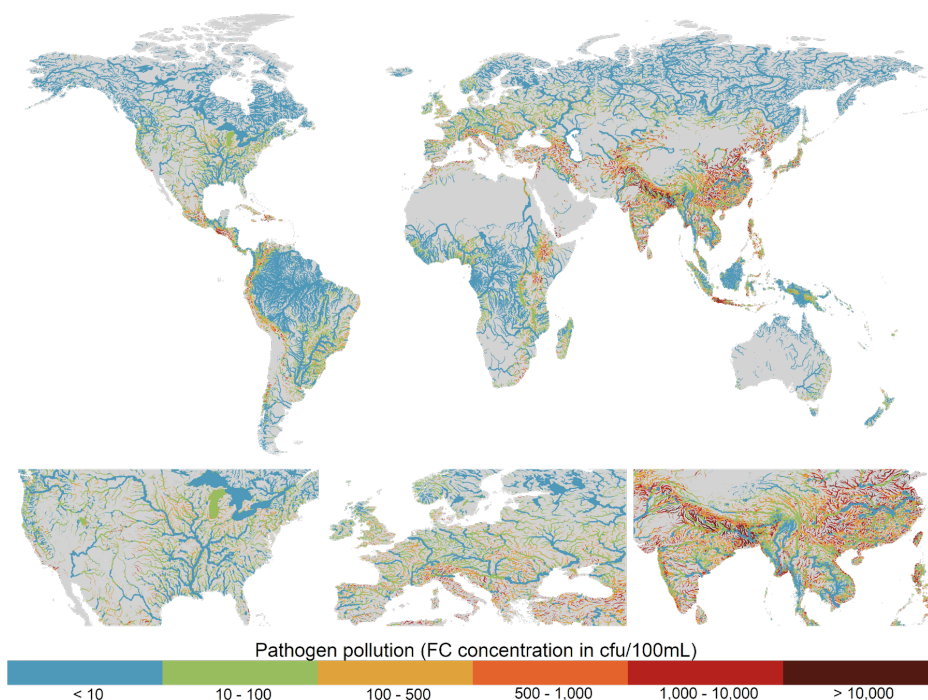 Pathogen pollution (FC concentration in cfu/100mL)
< 10 10 - 100 100 - 500 500 - 1,000 1,000 - 10,000 > 10,000